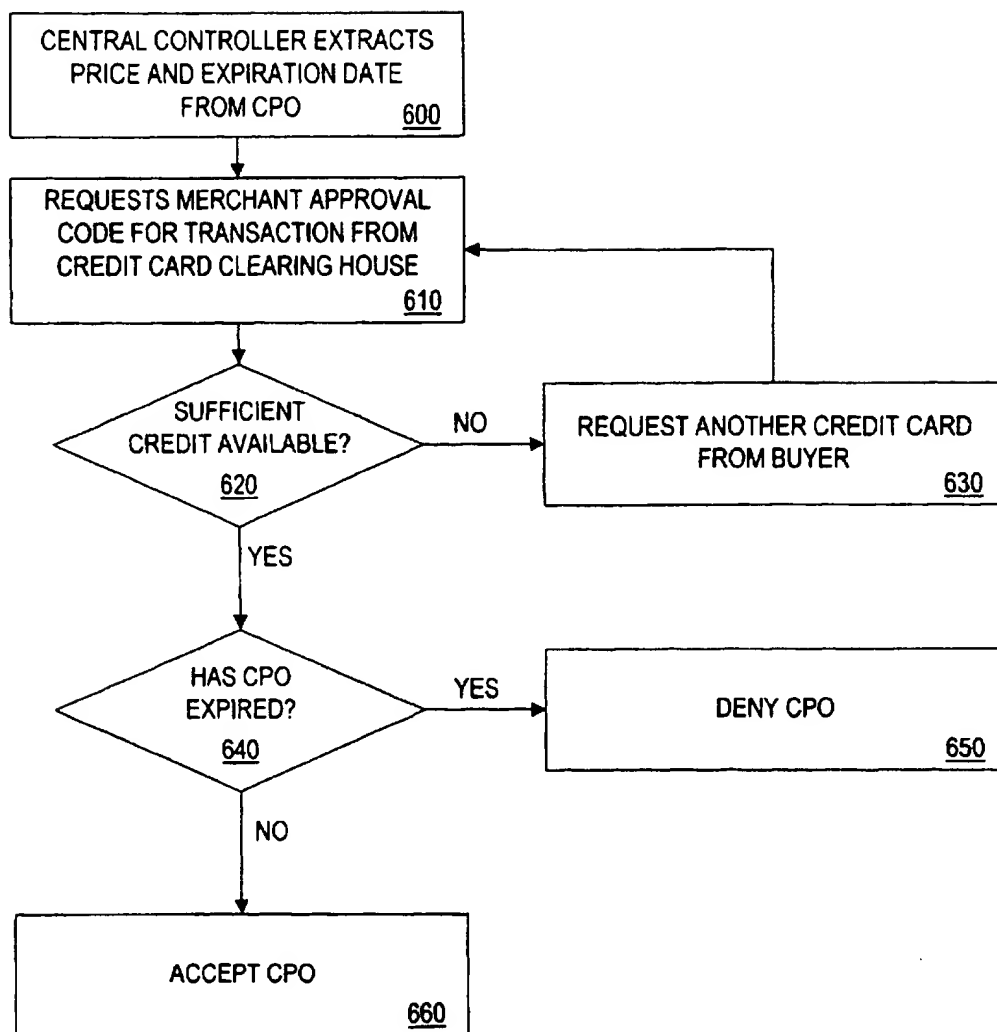 CENTRAL CONTROLLER EXTRACTS
PRICE AND EXPIRATION DATE
FROM CPO
600
REQUESTS MERCHANT APPROVAL
CODE FOR TRANSACTION FROM
CREDIT CARD CLEARING HOUSE
610
SUFFICIENT
CREDIT AVAILABLE?
620
NO
REQUEST ANOTHER CREDIT CARD
FROM BUYER
630
YES
HAS CPO
EXPIRED?
640
YES
DENY CPO
650
NO
ACCEPT CPO
660